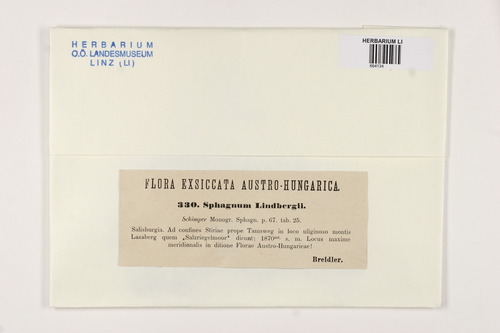 HERBARIUM
O.Ö. LANDESMUSEUM
LINZ (LI)
HERBARIUM LI
FLORA EXSICCATA AUSTRO-HUNGARICA.
330. Sphagnum Lindbergii.
Schimper Monogr. Sphagn. p. 67. tab. 25.
Salisburgia. Ad confines Stiriae prope Tamsweg in loco uliginoso montis
Lasaberg quem „Salzriegelmoor“ dicunt; 1870ᵐ s. m. Locus maxime
meridionalis in ditione Florae Austro-Hungaricae!
Breidler.